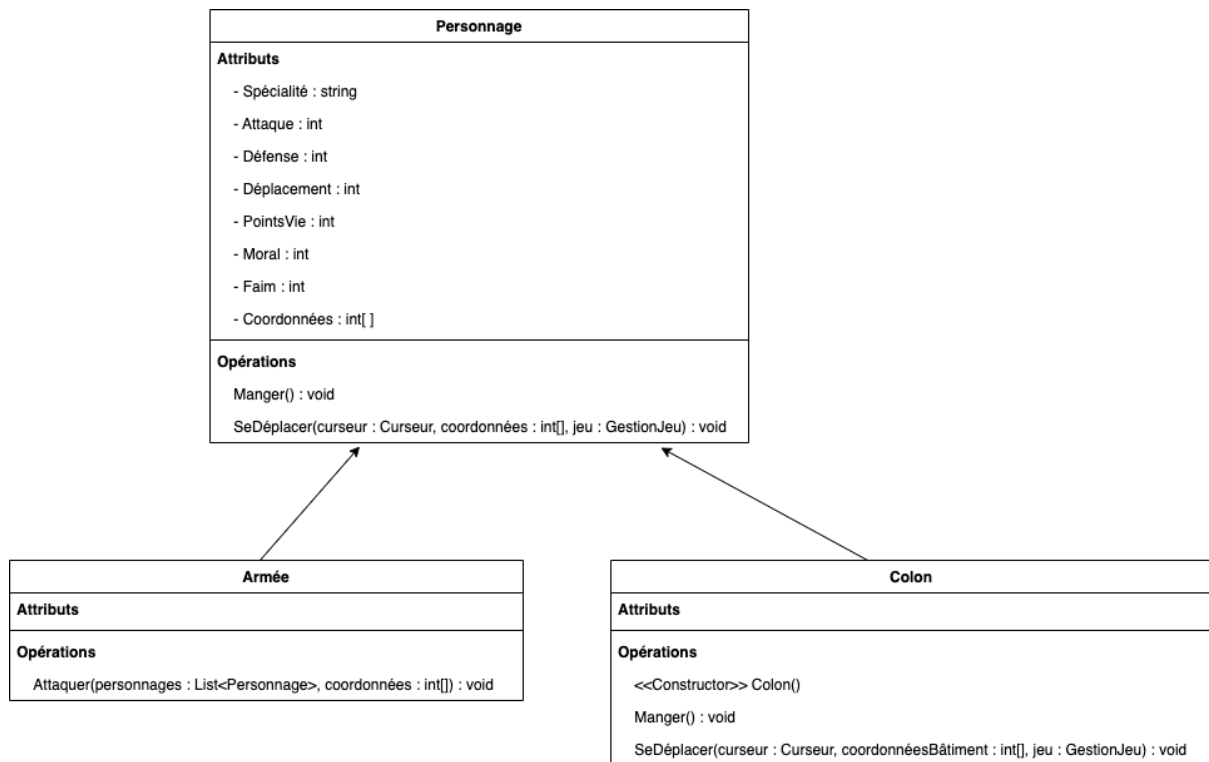 Personnage
Attributs
- Spécialité : string
- Attaque : int
- Défense : int
- Déplacement : int
- PointsVie : int
- Moral : int
- Faim : int
- Coordonnées : int[ ]
Opérations
Manger() : void
SeDéplacer(curseur : Curseur, coordonnées : int[], jeu : GestionJeu) : void
Armée
Attributs
Opérations
Attaquer(personnages : List<Personnage>, coordonnées : int[]) : void
Colon
Attributs
Opérations
<<Constructor>> Colon()
Manger() : void
SeDéplacer(curseur : Curseur, coordonnéesBâtiment : int[], jeu : GestionJeu) : void